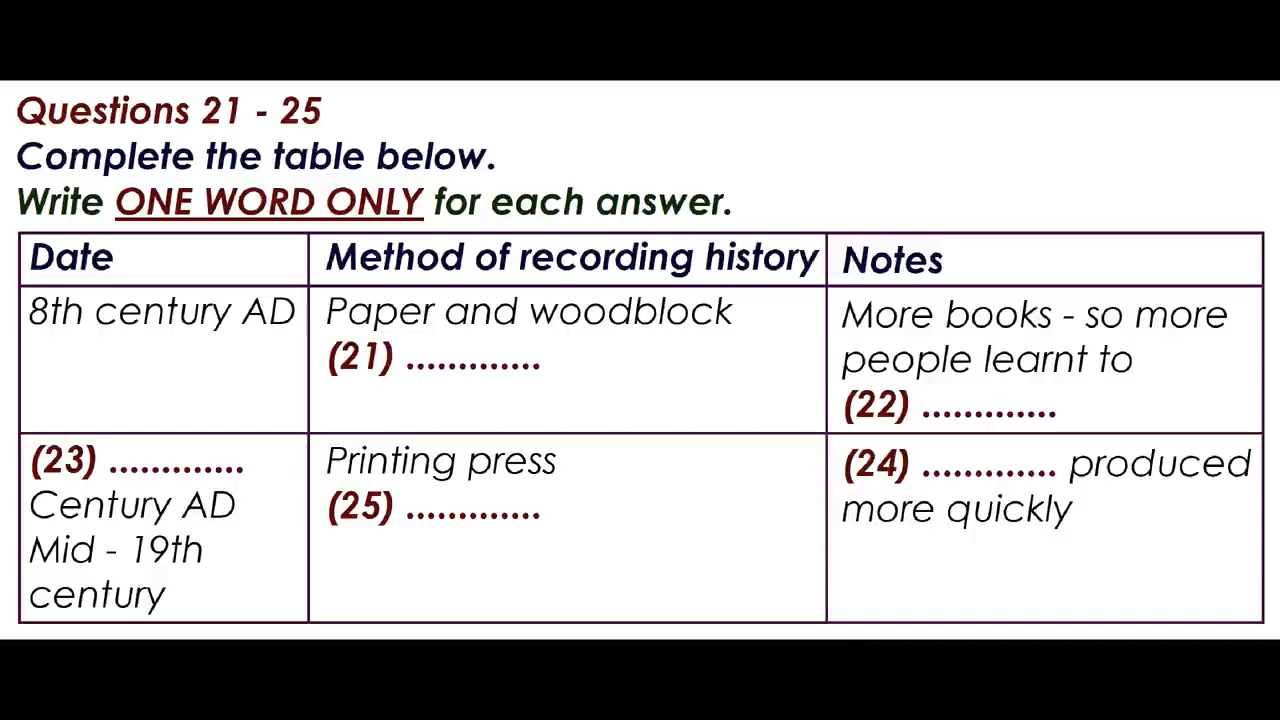 Questions 21 - 25
Complete the table below.
Write ONE WORD ONLY for each answer.
Date
Method of recording history
Notes
8th century AD
Paper and woodblock
(21) .............
More books - so more
people learnt to
(22) .............
(23) .............
Century AD
Mid - 19th
century
Printing press
(25) .............
(24) ............. produced
more quickly